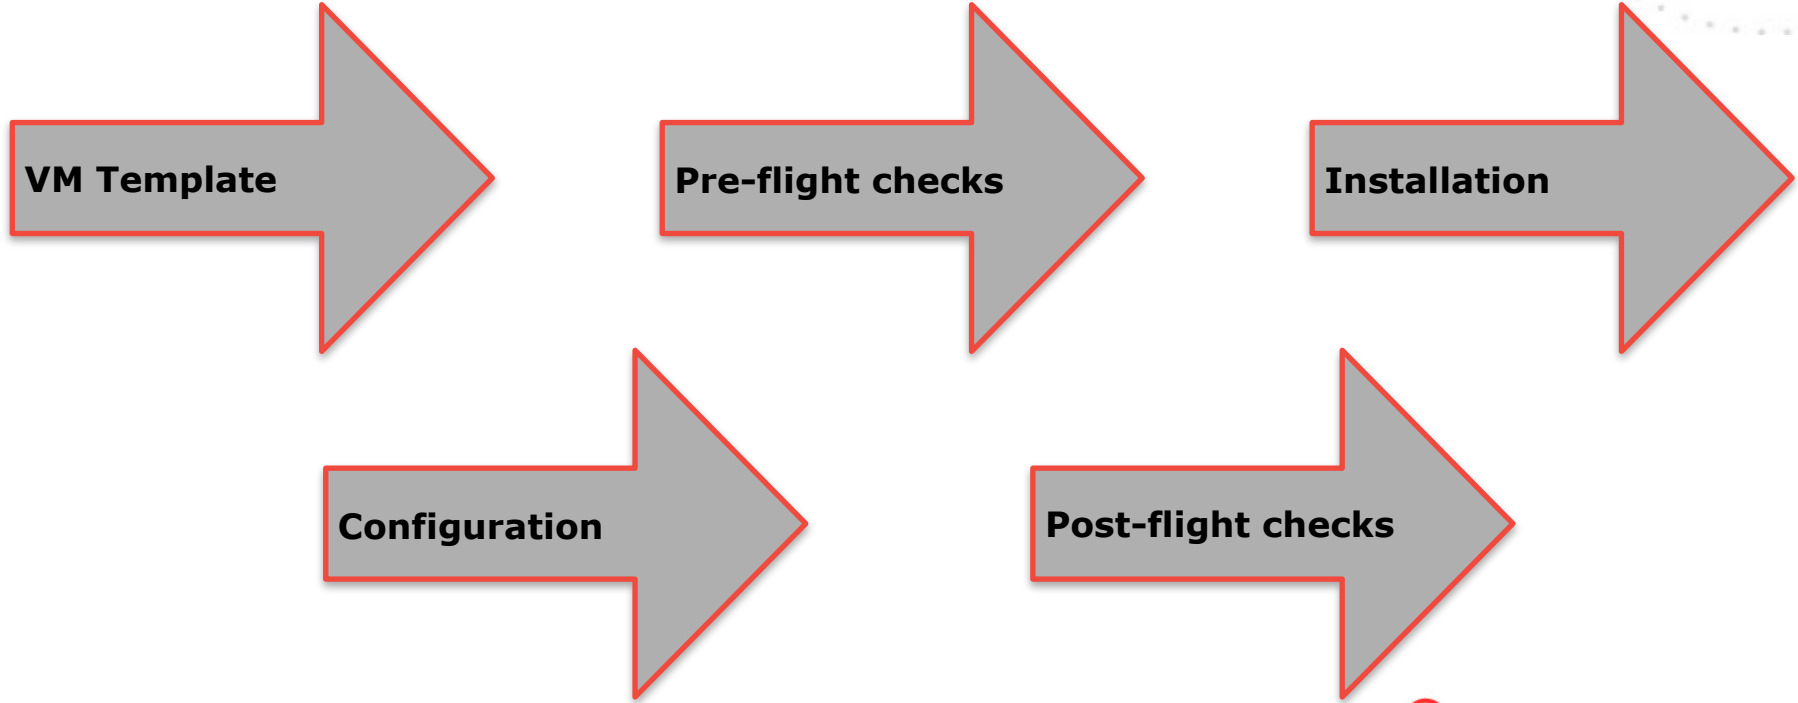 VM Template
Pre-flight checks
Installation
Configuration
Post-flight checks